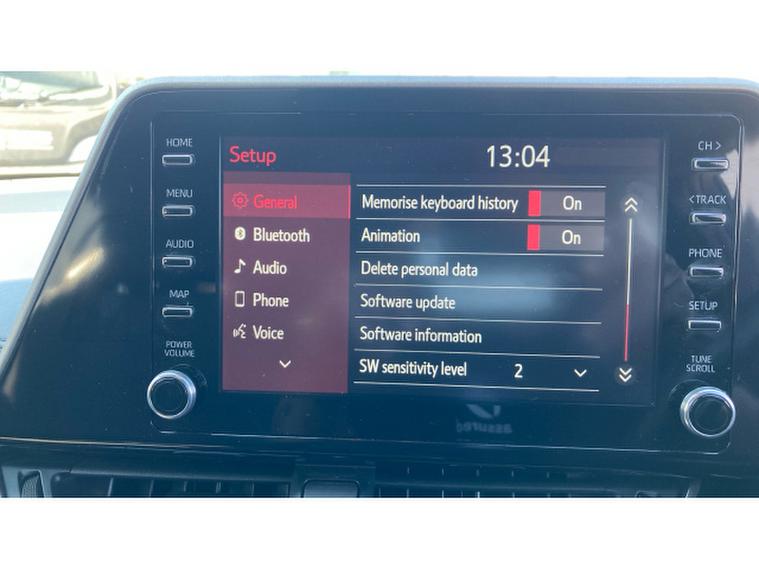 HOME
MENU
AUDIO
MAP
POWER
VOLUME
Setup
13:04
General
Bluetooth
Audio
Phone
Voice
Memorise keyboard history On
Animation On
Delete personal data
Software update
Software information
SW sensitivity level 2
CH >
< TRACK
PHONE
SETUP
TUNE
SCROLL